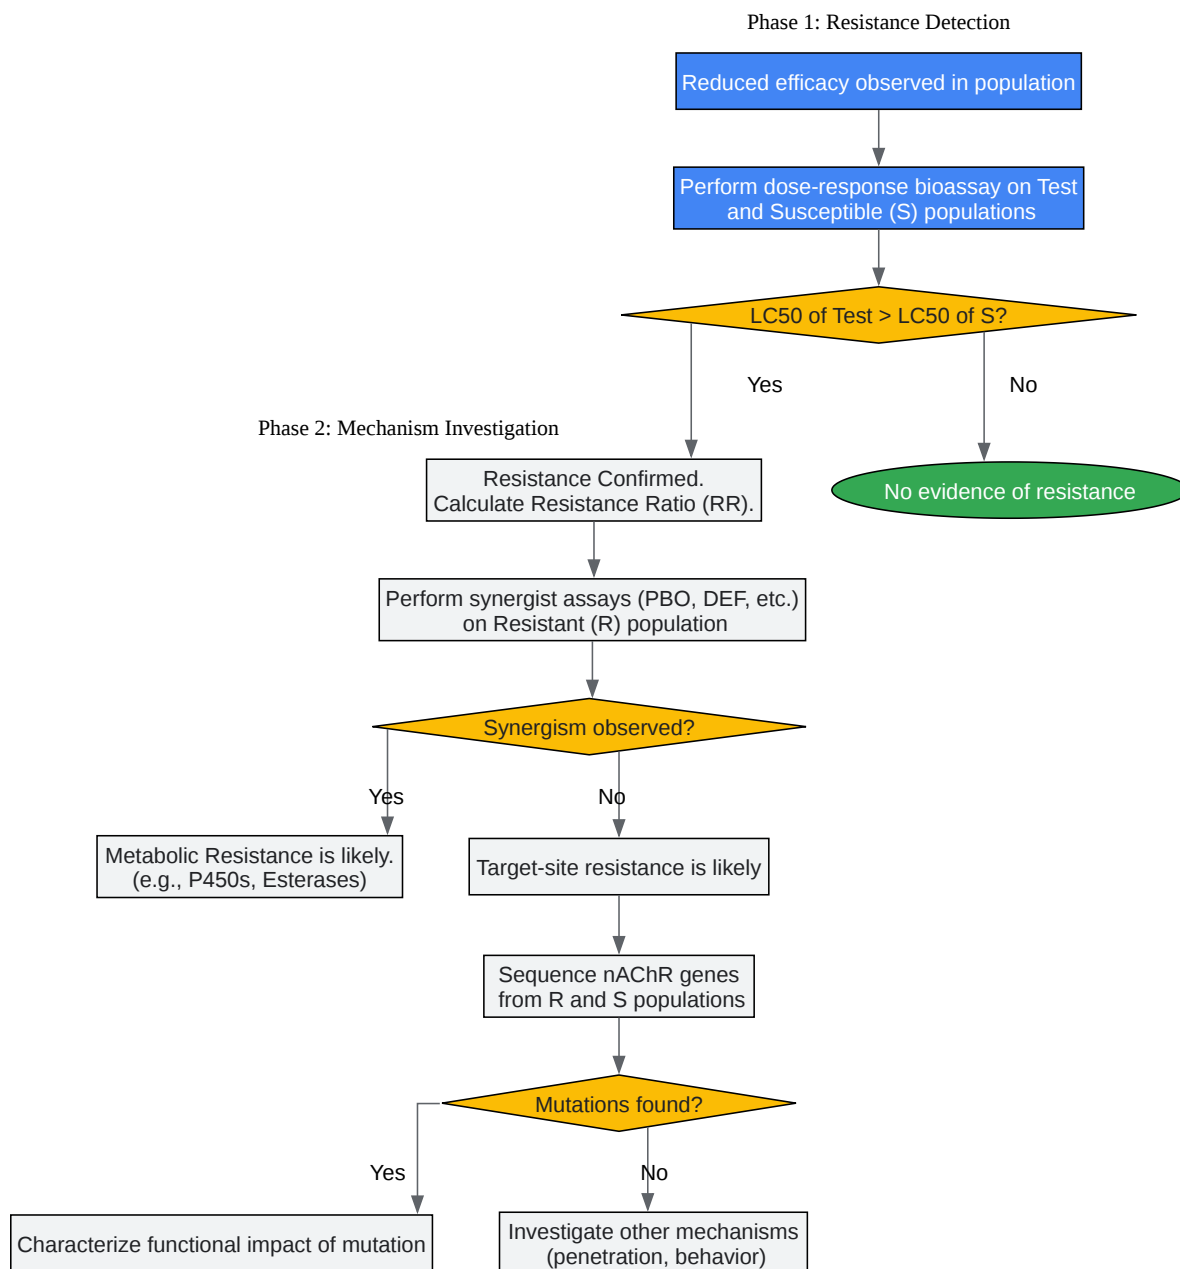 Phase 1: Resistance Detection
Reduced efficacy observed in population
Perform dose-response bioassay on Test
and Susceptible (S) populations
LC50 of Test > LC50 of S?
Yes
No
Phase 2: Mechanism Investigation
Resistance Confirmed.
Calculate Resistance Ratio (RR).
No evidence of resistance
Perform synergist assays (PBO, DEF, etc.)
on Resistant (R) population
Synergism observed?
Yes
No
Metabolic Resistance is likely.
(e.g., P450s, Esterases)
Target-site resistance is likely
Sequence nAChR genes
from R and S populations
Mutations found?
Yes
No
Characterize functional impact of mutation
Investigate other mechanisms
(penetration, behavior)